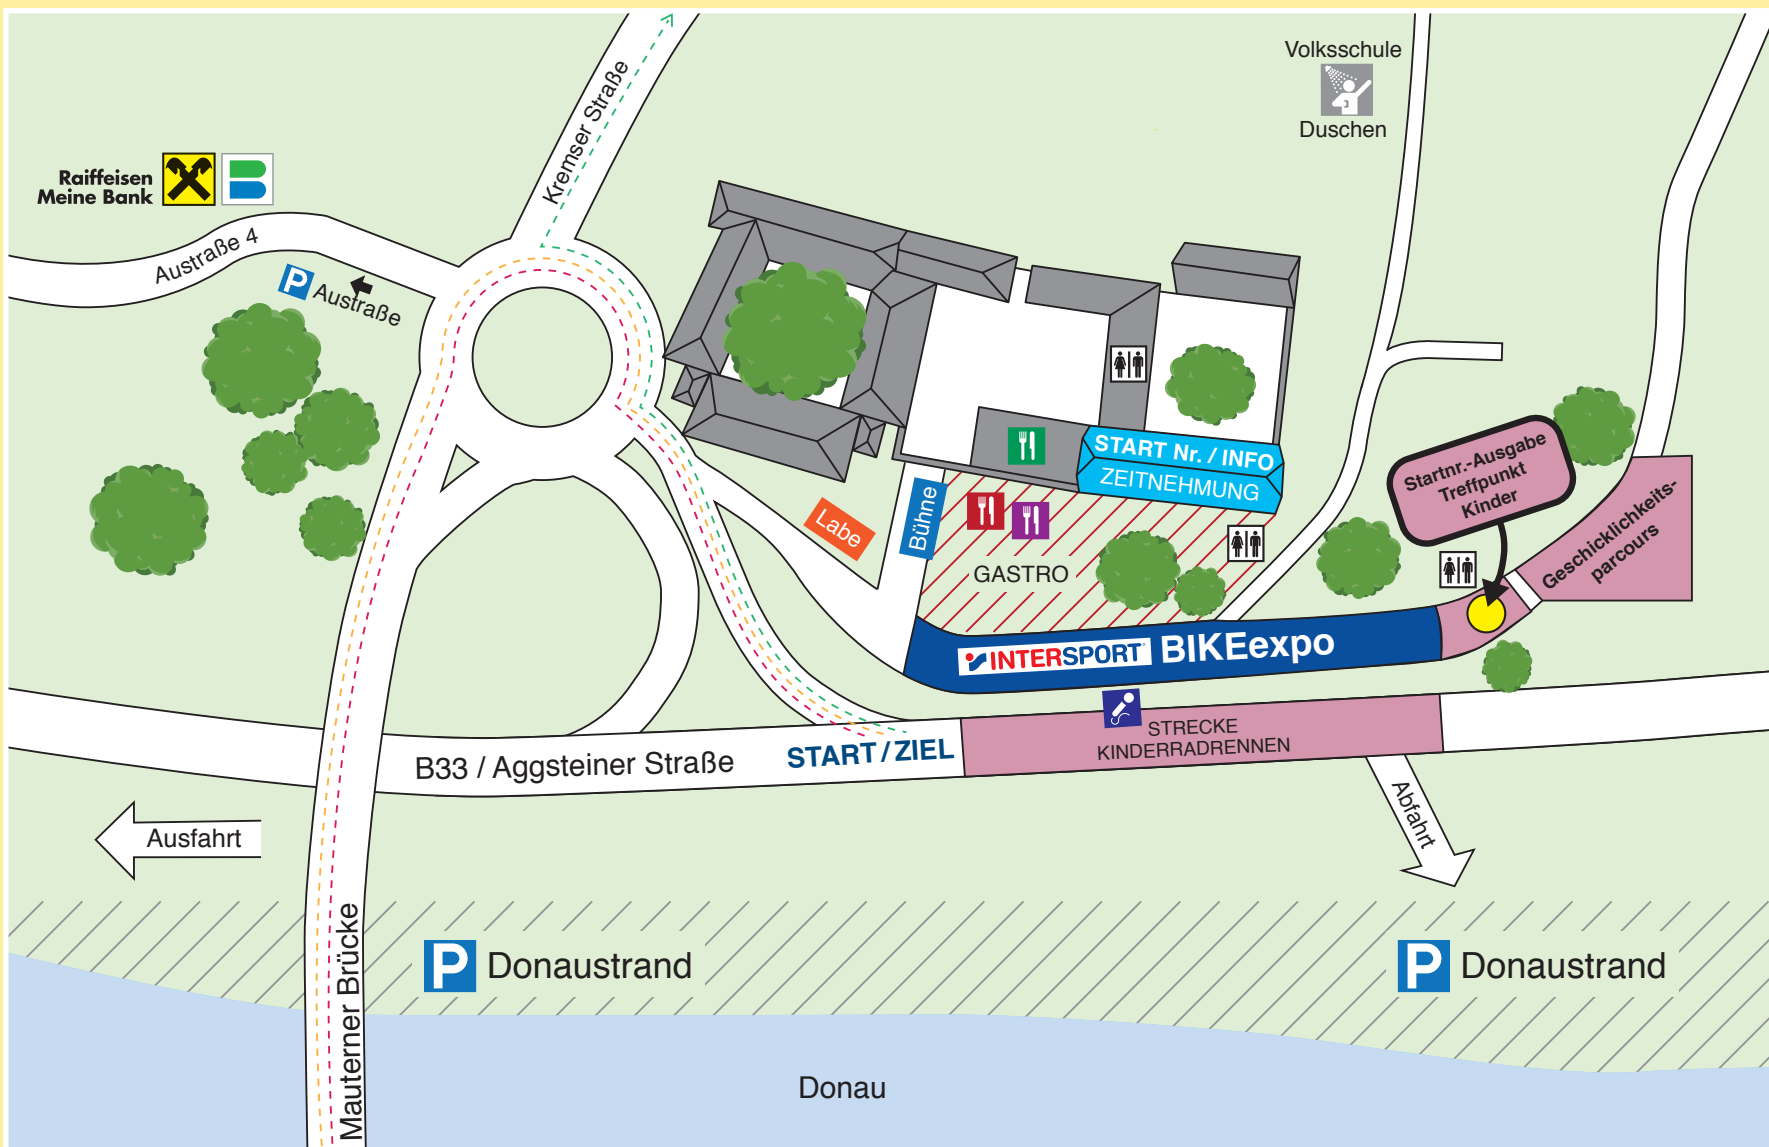 Volksschule
Duschen
Kremser Straße
Raiffeisen
Meine Bank
Austraße 4
P Austraße
START Nr. / INFO
ZEITNEHMUNG
Startnr.-Ausgabe
Treffpunkt
Kinder
Geschicklichkeits-
parcours
Labe
Bühne
GASTRO
INTERSPORT BIKEexpo
STRECKE
KINDERRADRENNEN
START / ZIEL
B33 / Aggsteiner Straße
Ausfahrt
Abfahrt
Mauterner Brücke
P Donaustrand
P Donaustrand
Donau